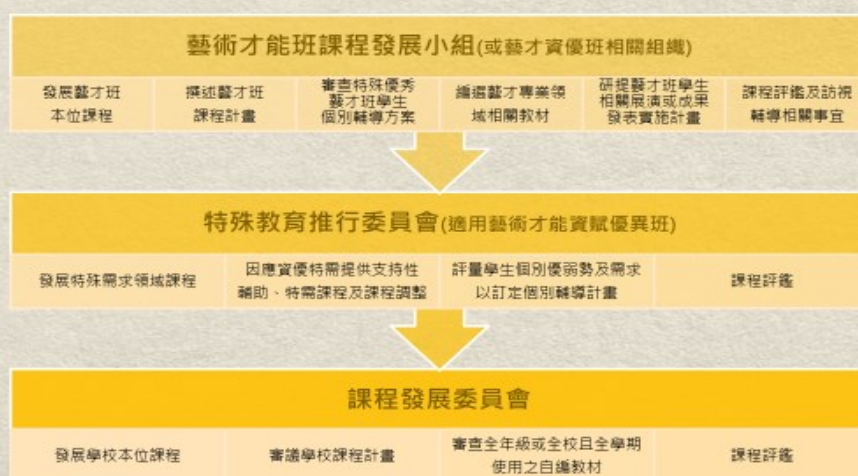 藝術才能班課程發展小組(或藝才資優班相關組織)
發展藝才班
本位課程
撰述藝才班
課程計畫
審查特殊優秀
藝才班學生
個別輔導方案
編選藝才專業領
域相關教材
研提藝才班學生
相關展演或成果
發表實施計畫
課程評鑑及訪視
輔導相關事宜
特殊教育推行委員會(適用藝術才能資賦優異班)
發展特殊需求領域課程
因應資優特需提供支持性
輔助、特需課程及課程調整
評量學生個別優弱勢及需求
以訂定個別輔導計畫
課程評鑑
課程發展委員會
發展學校本位課程
審議學校課程計畫
審查全年級或全校且全學期
使用之自編教材
課程評鑑